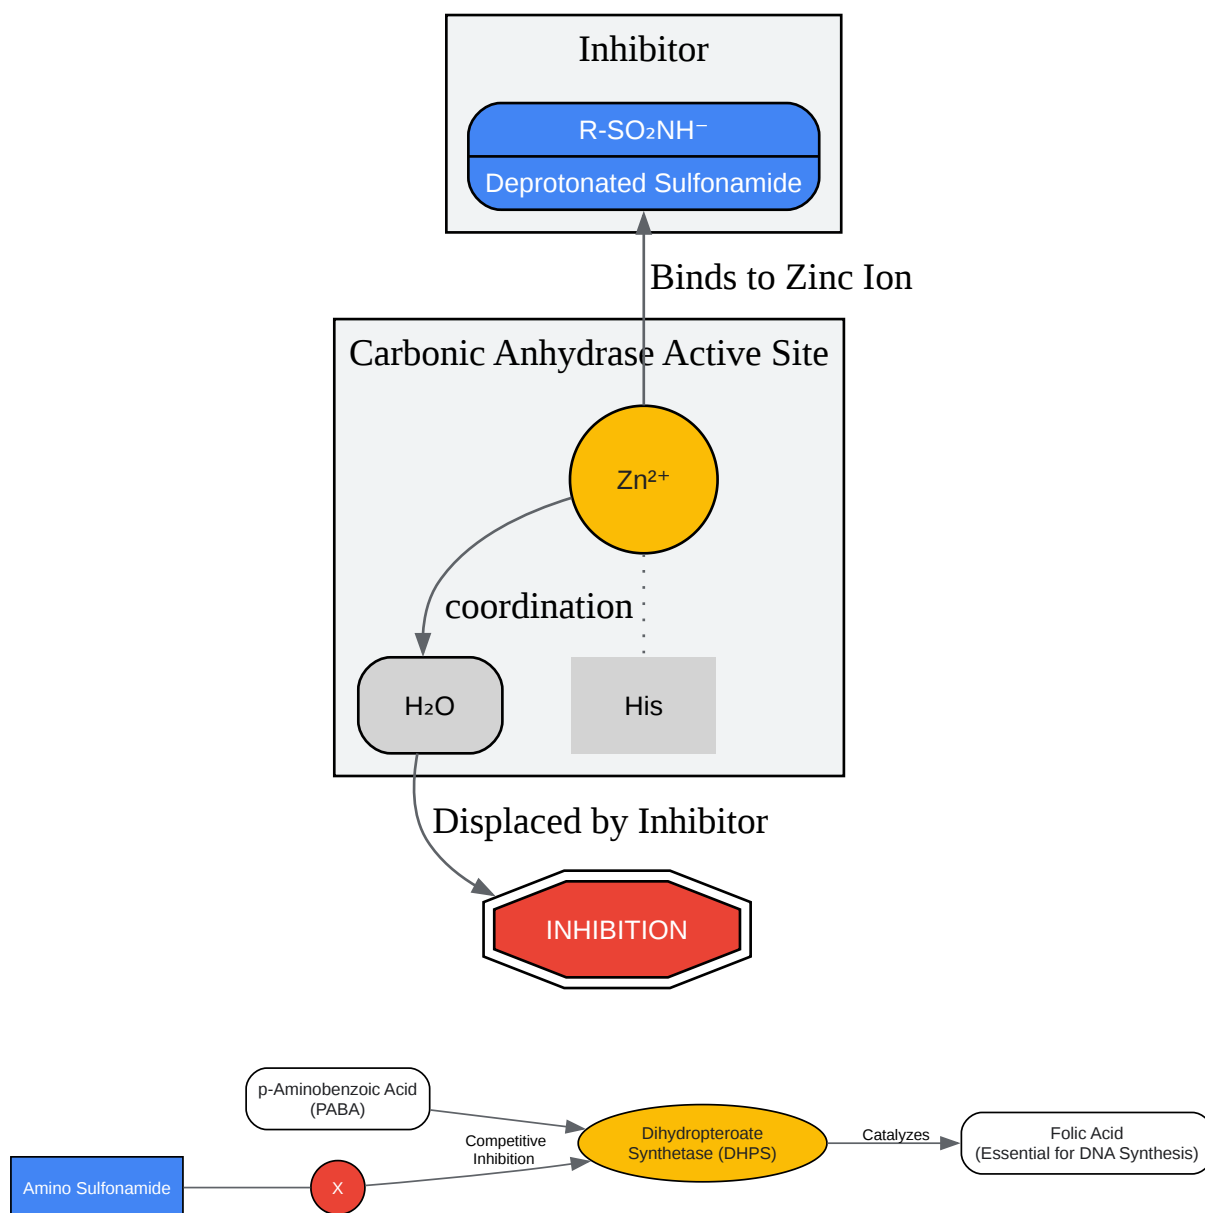 Inhibitor
R-SO₂NH⁻
Deprotonated Sulfonamide
Binds to Zinc Ion
Carbonic Anhydrase Active Site
Zn²⁺
coordination
H₂O
His
Displaced by Inhibitor
INHIBITION
p-Aminobenzoic Acid
(PABA)
Competitive
Inhibition
Dihydropteroate
Synthetase (DHPS)
Catalyzes
Folic Acid
(Essential for DNA Synthesis)
Amino Sulfonamide
X